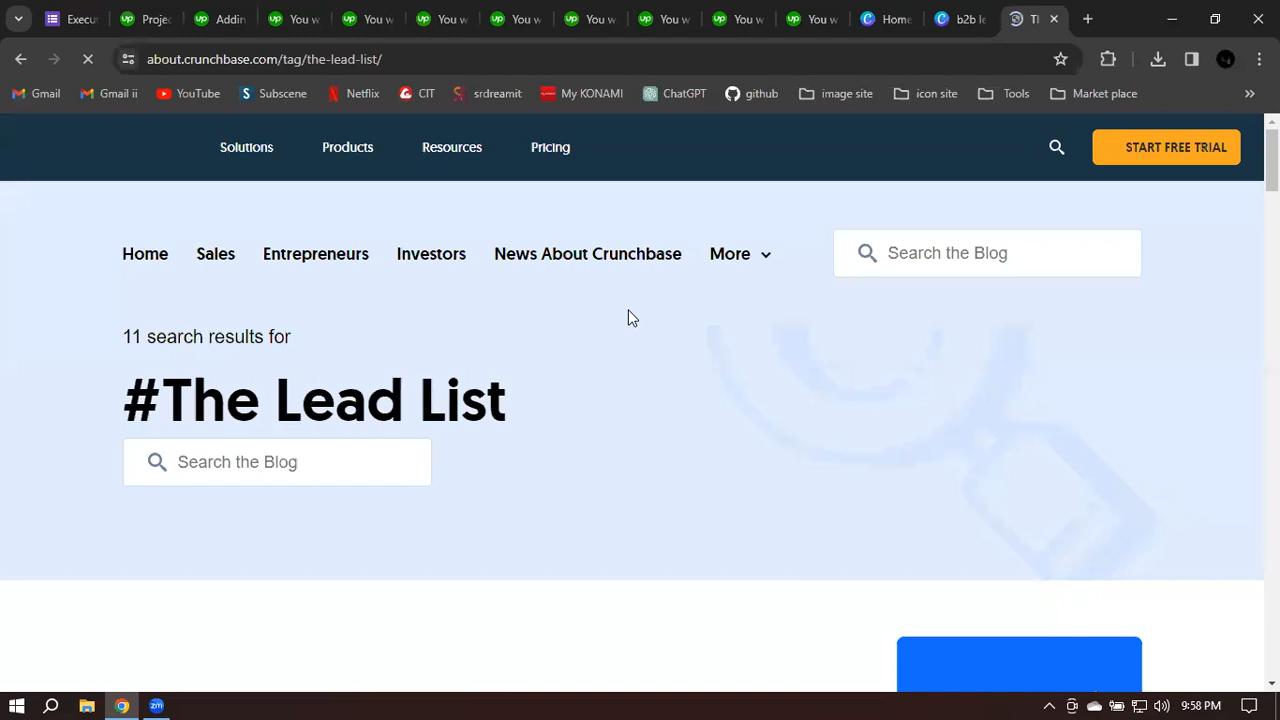 Execu
Projec
Addin
You w
You w
You w
You w
You w
You w
You w
You w
Home
b2b le
Tl
about.crunchbase.com/tag/the-lead-list/
Gmail
Gmail ii
YouTube
Subscene
Netflix
CIT
srdreamit
My KONAMI
ChatGPT
github
image site
icon site
Tools
Market place
Solutions
Products
Resources
Pricing
START FREE TRIAL
Home
Sales
Entrepreneurs
Investors
News About Crunchbase
More
Search the Blog
11 search results for
#The Lead List
Search the Blog
9:58 PM